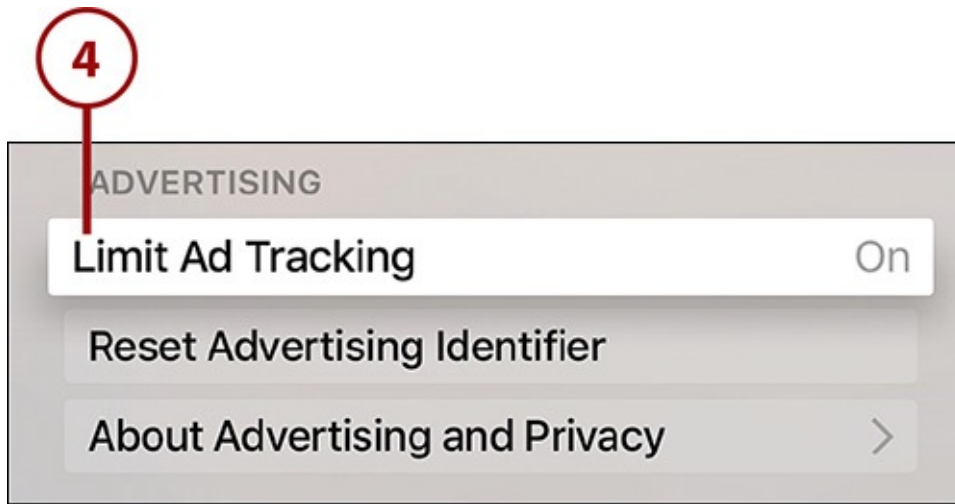 4
ADVERTISING
Limit Ad Tracking On
Reset Advertising Identifier
About Advertising and Privacy